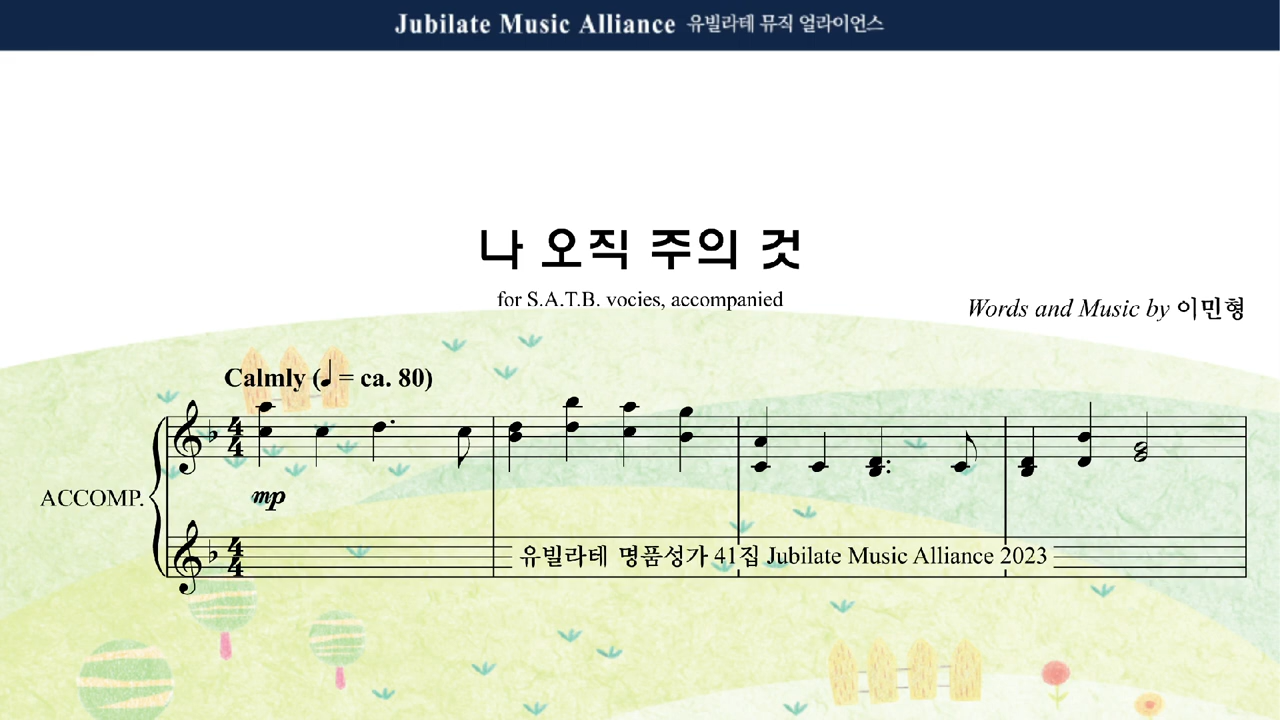 Jubilate Music Alliance 유빌라테 뮤직 얼라이언스
나 오직 주의 것
for S.A.T.B. vocies, accompanied
Words and Music by 이민형
Calmly (♩ = ca. 80)
ACCOMP.
mp
유빌라테 명품성가 41집 Jubilate Music Alliance 2023